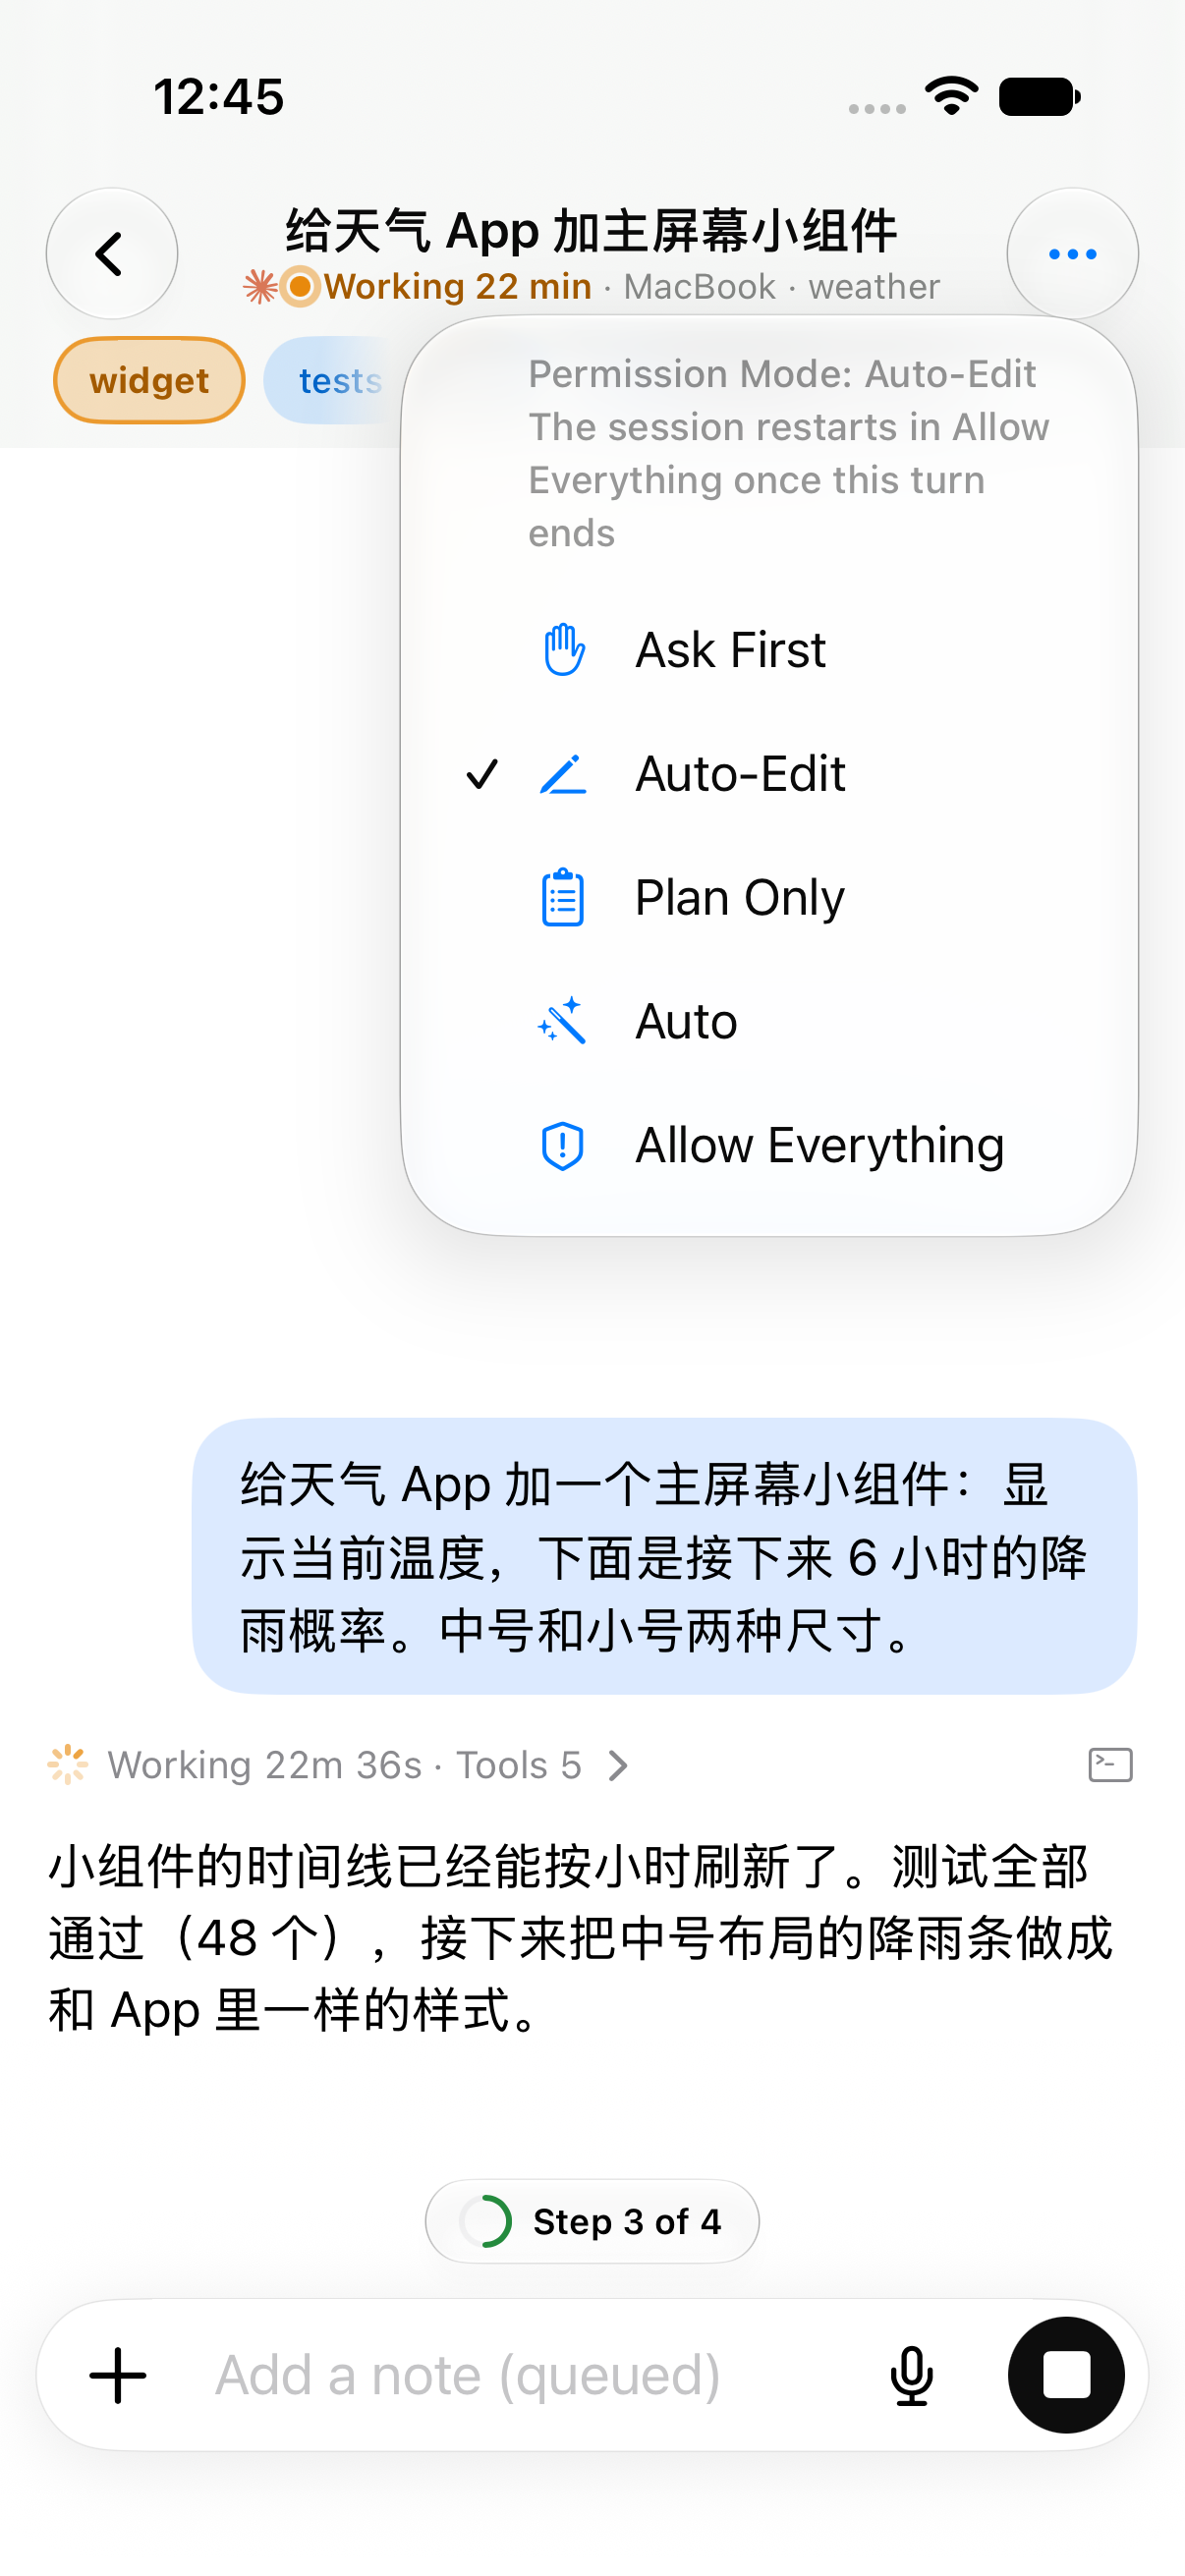 12:45
给天气 App 加主屏幕小组件
Working 22 min · MacBook · weather
widget
tests
Permission Mode: Auto-Edit
The session restarts in Allow
Everything once this turn
ends
Ask First
Auto-Edit
Plan Only
Auto
Allow Everything
给天气 App 加一个主屏幕小组件：显
示当前温度，下面是接下来 6 小时的降
雨概率。中号和小号两种尺寸。
Working 22m 36s · Tools 5
小组件的时间线已经能按小时刷新了。测试全部
通过（48 个），接下来把中号布局的降雨条做成
和 App 里一样的样式。
Step 3 of 4
Add a note (queued)